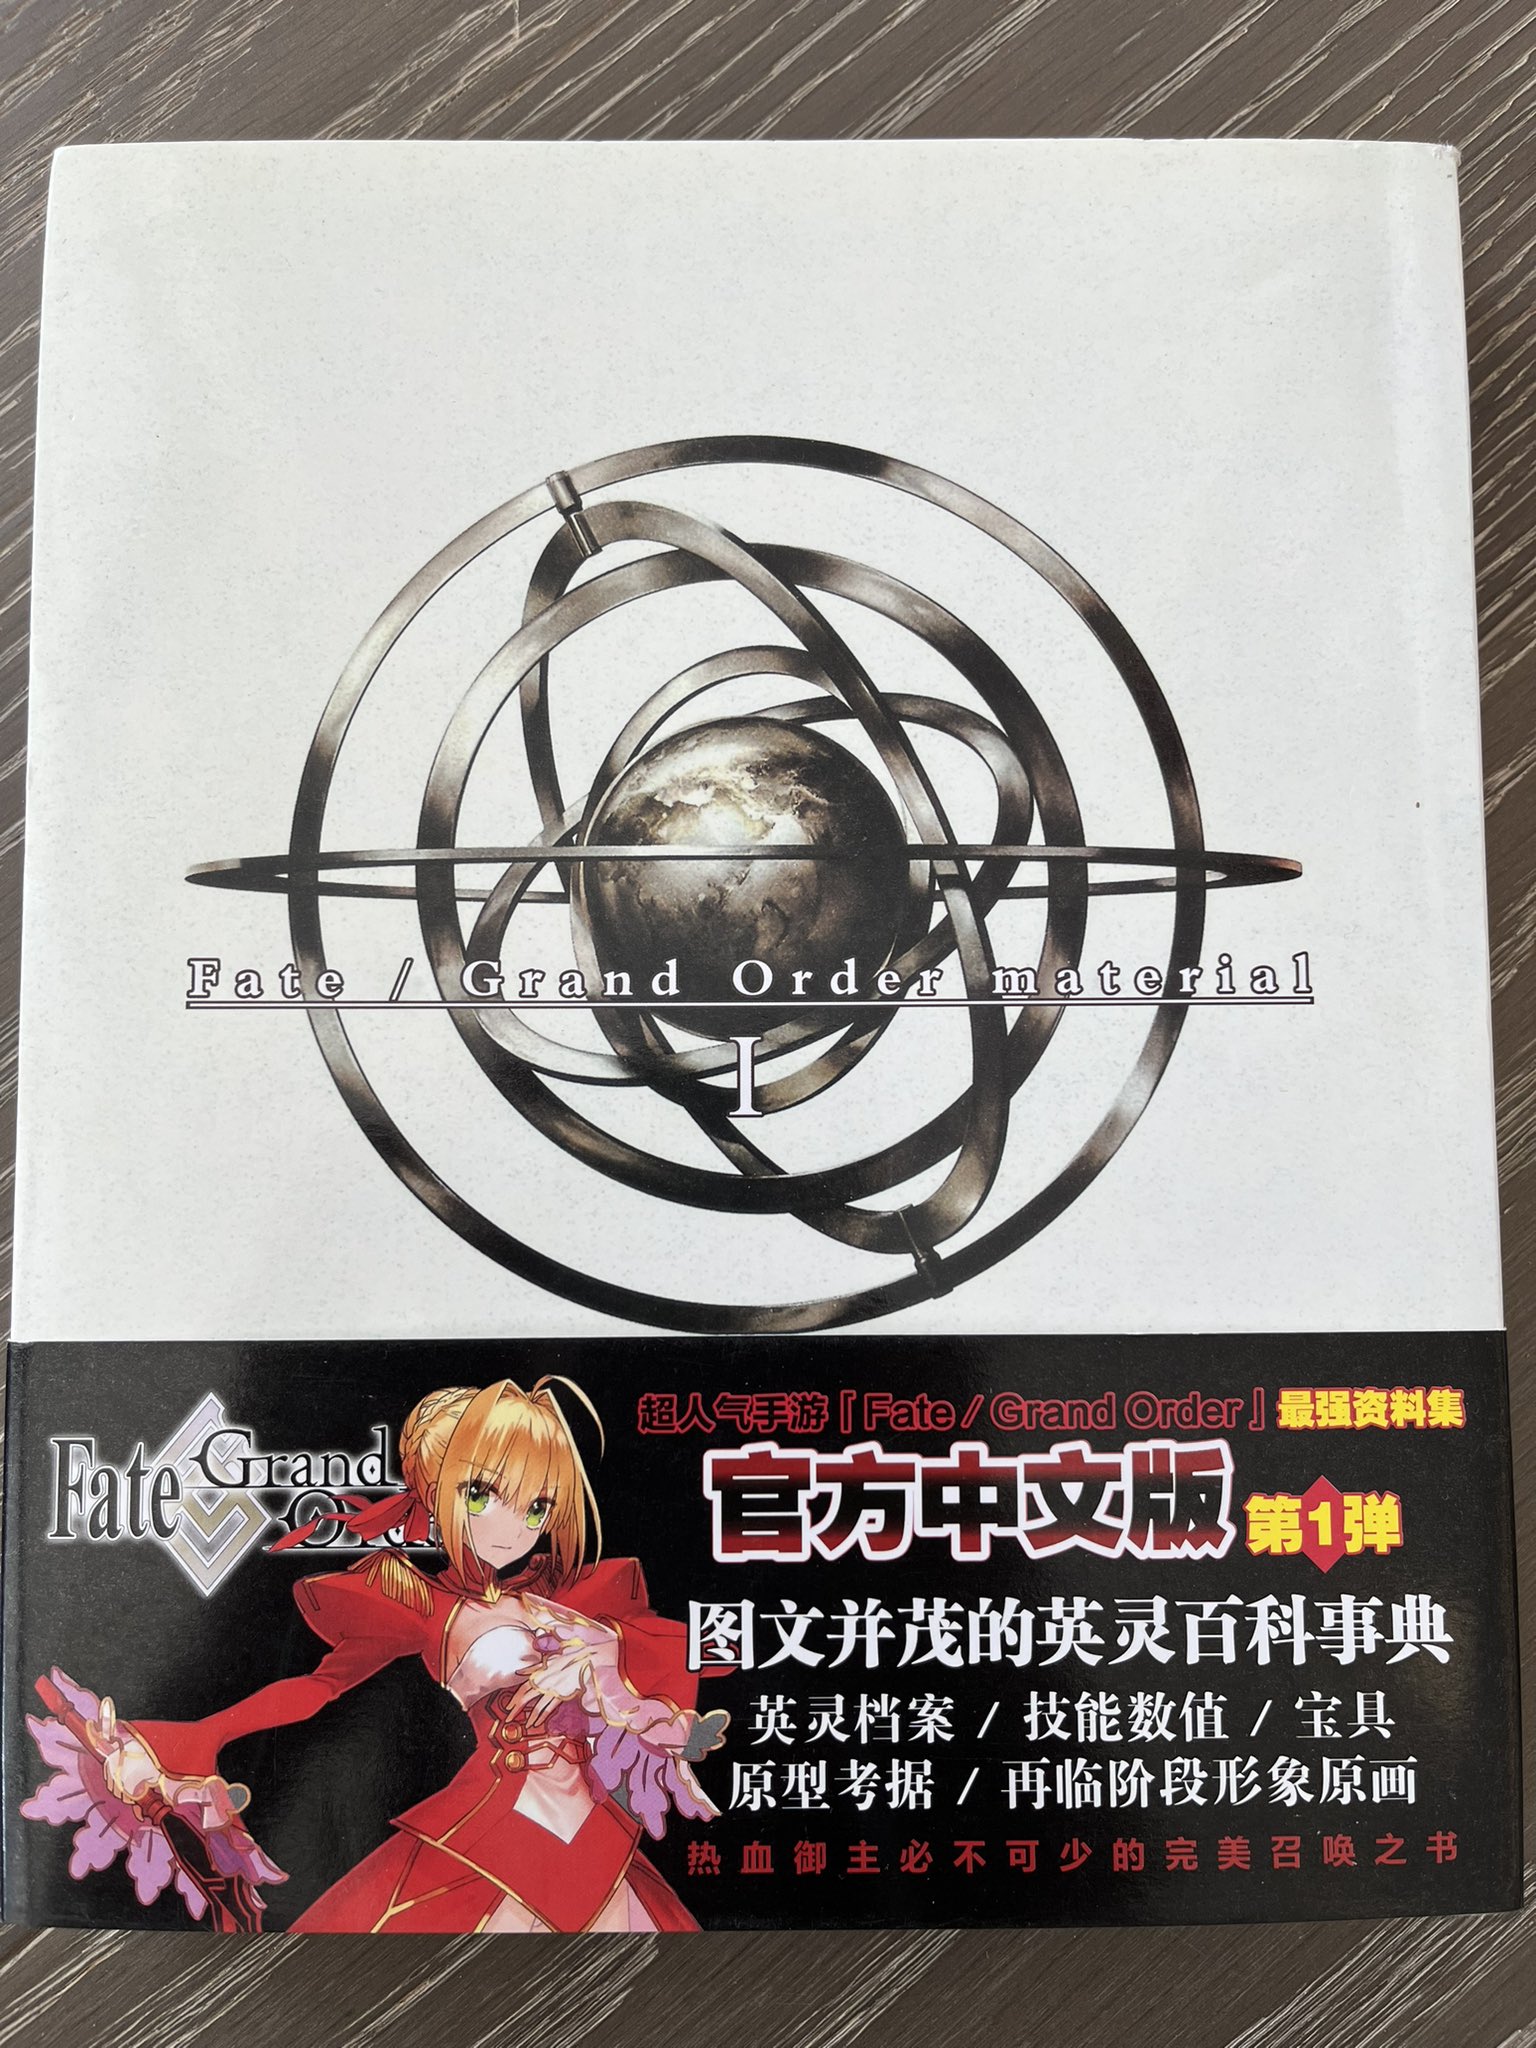 Fate / Grand Order material
I
Fate Grand Order
超人气手游「Fate / Grand Order」最强资料集
官方中文版 第1弹
图文并茂的英灵百科事典
英灵档案 / 技能数值 / 宝具
原型考据 / 再临阶段形象原画
热血御主必不可少的完美召唤之书